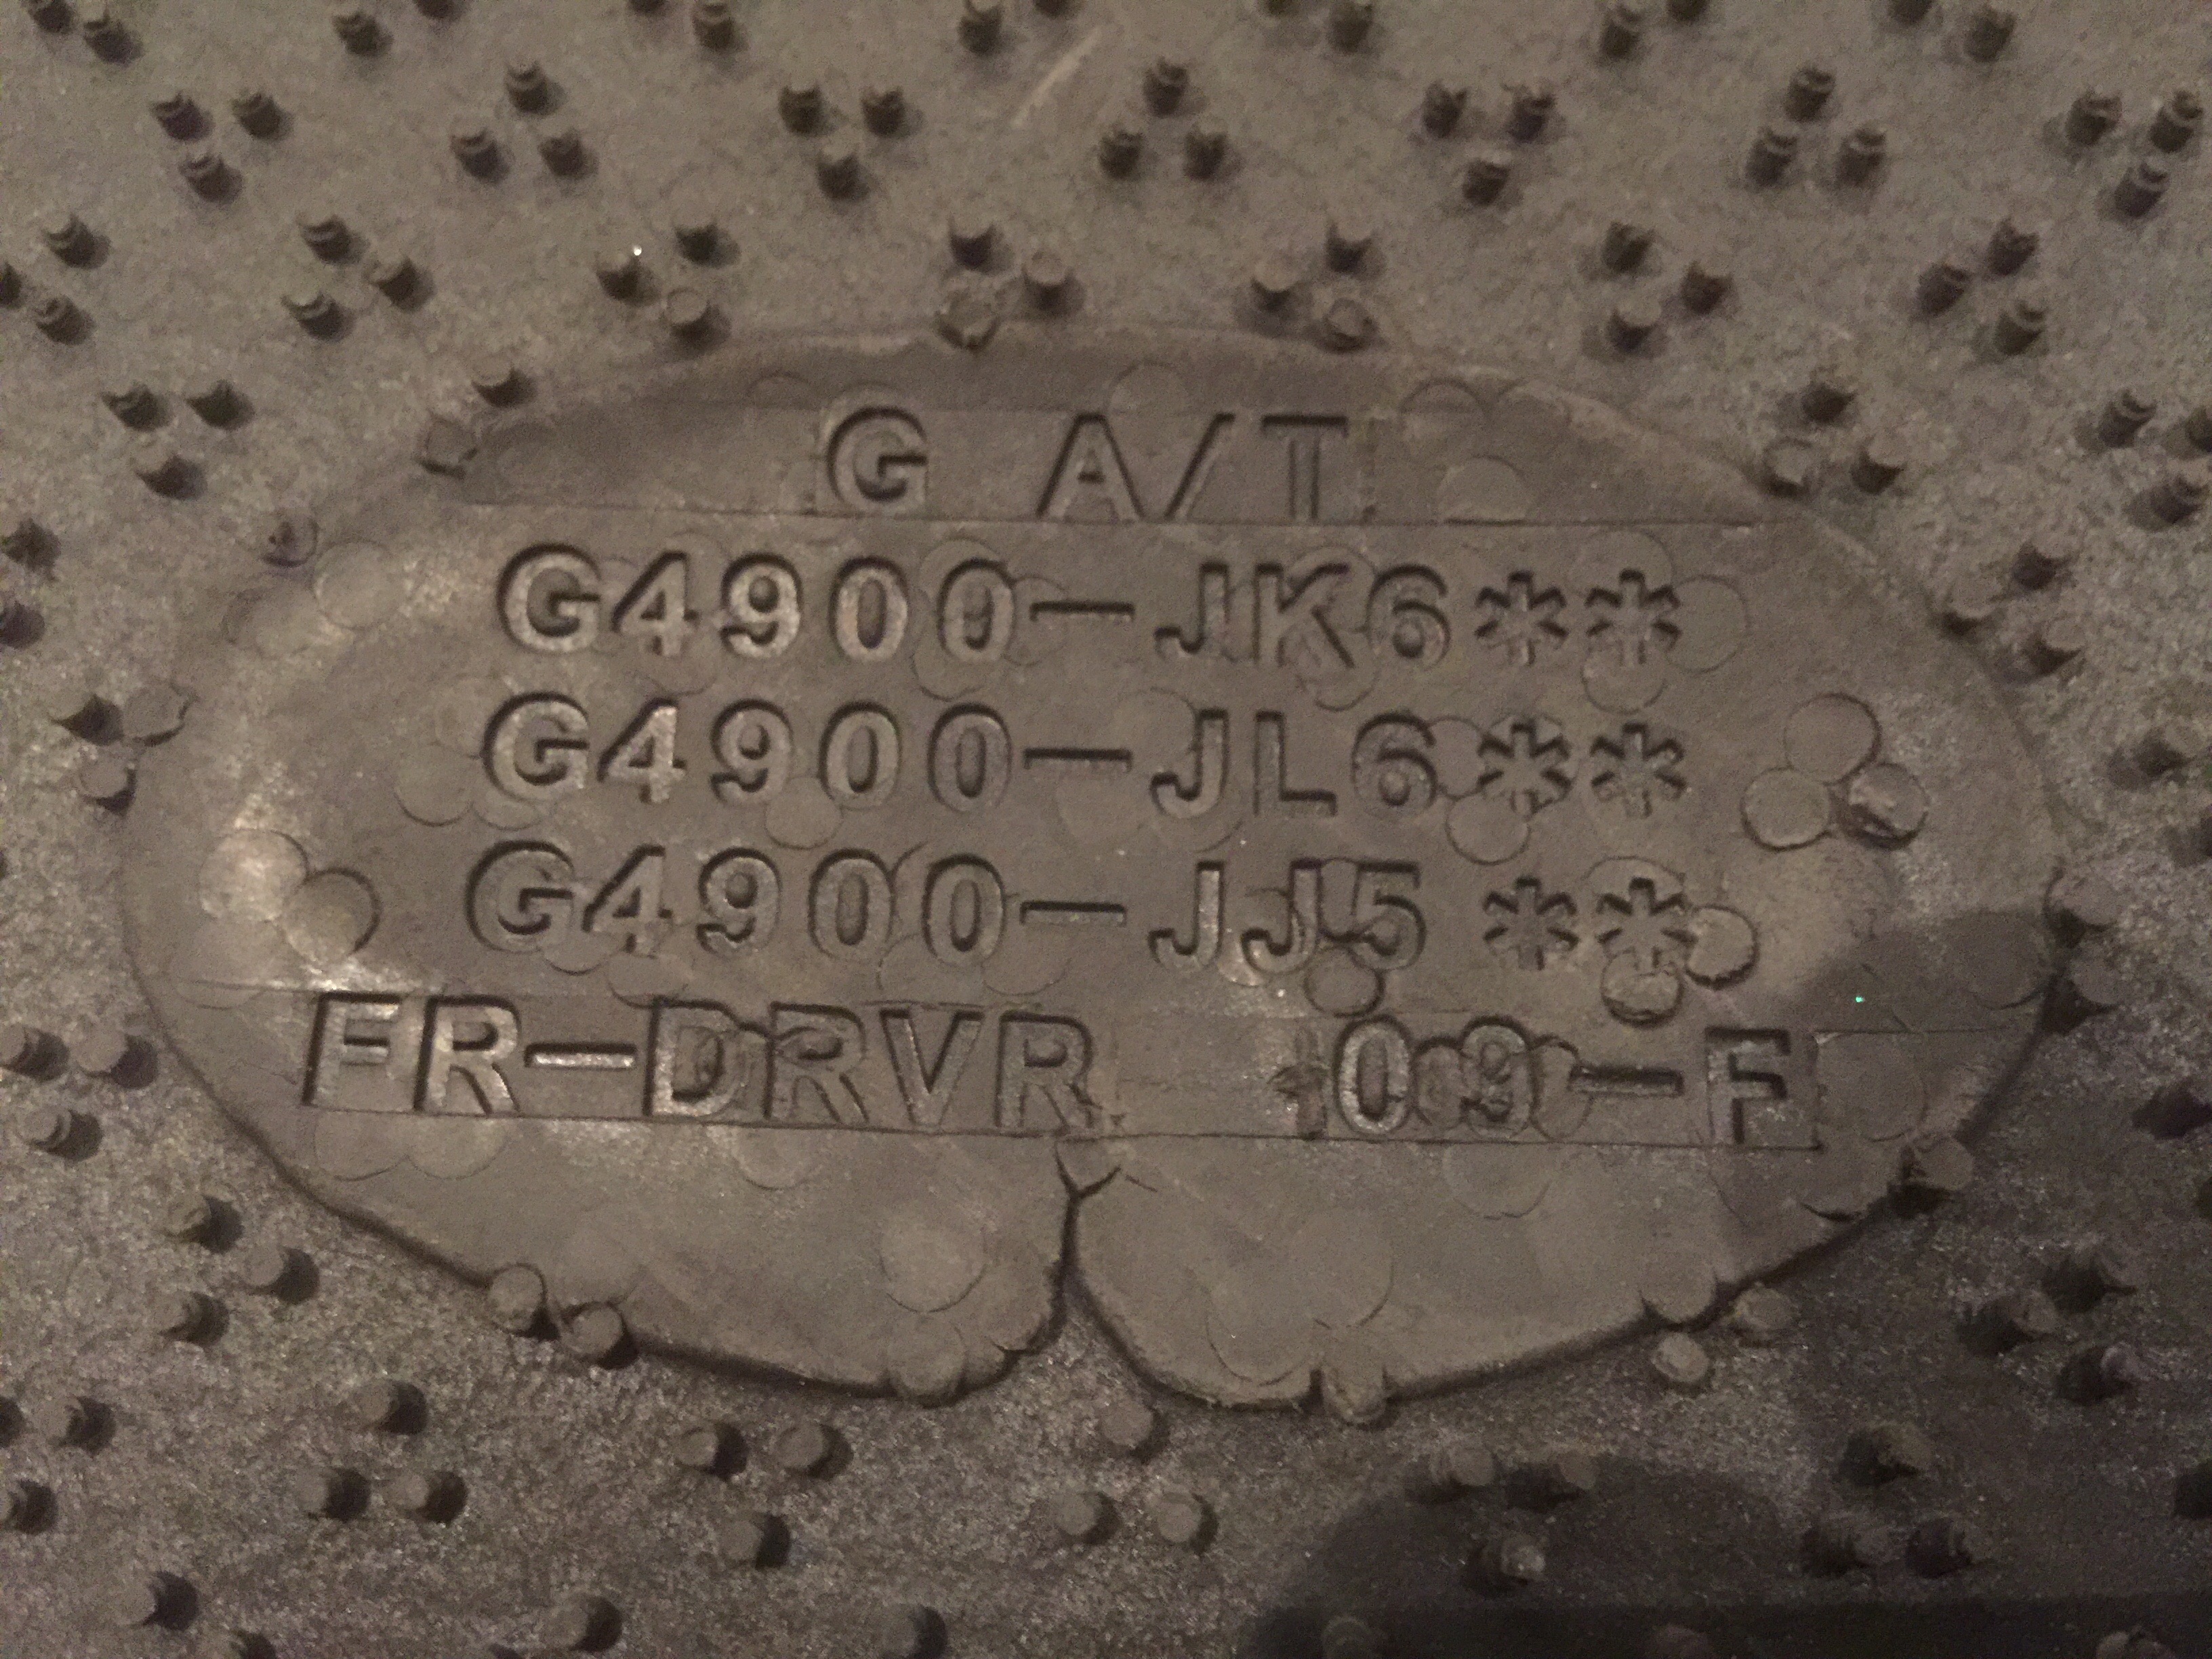 G A/T
G4900-JK6**
G4900-JL6**
G4900-JJ5 **
FR-DRVR 09-F